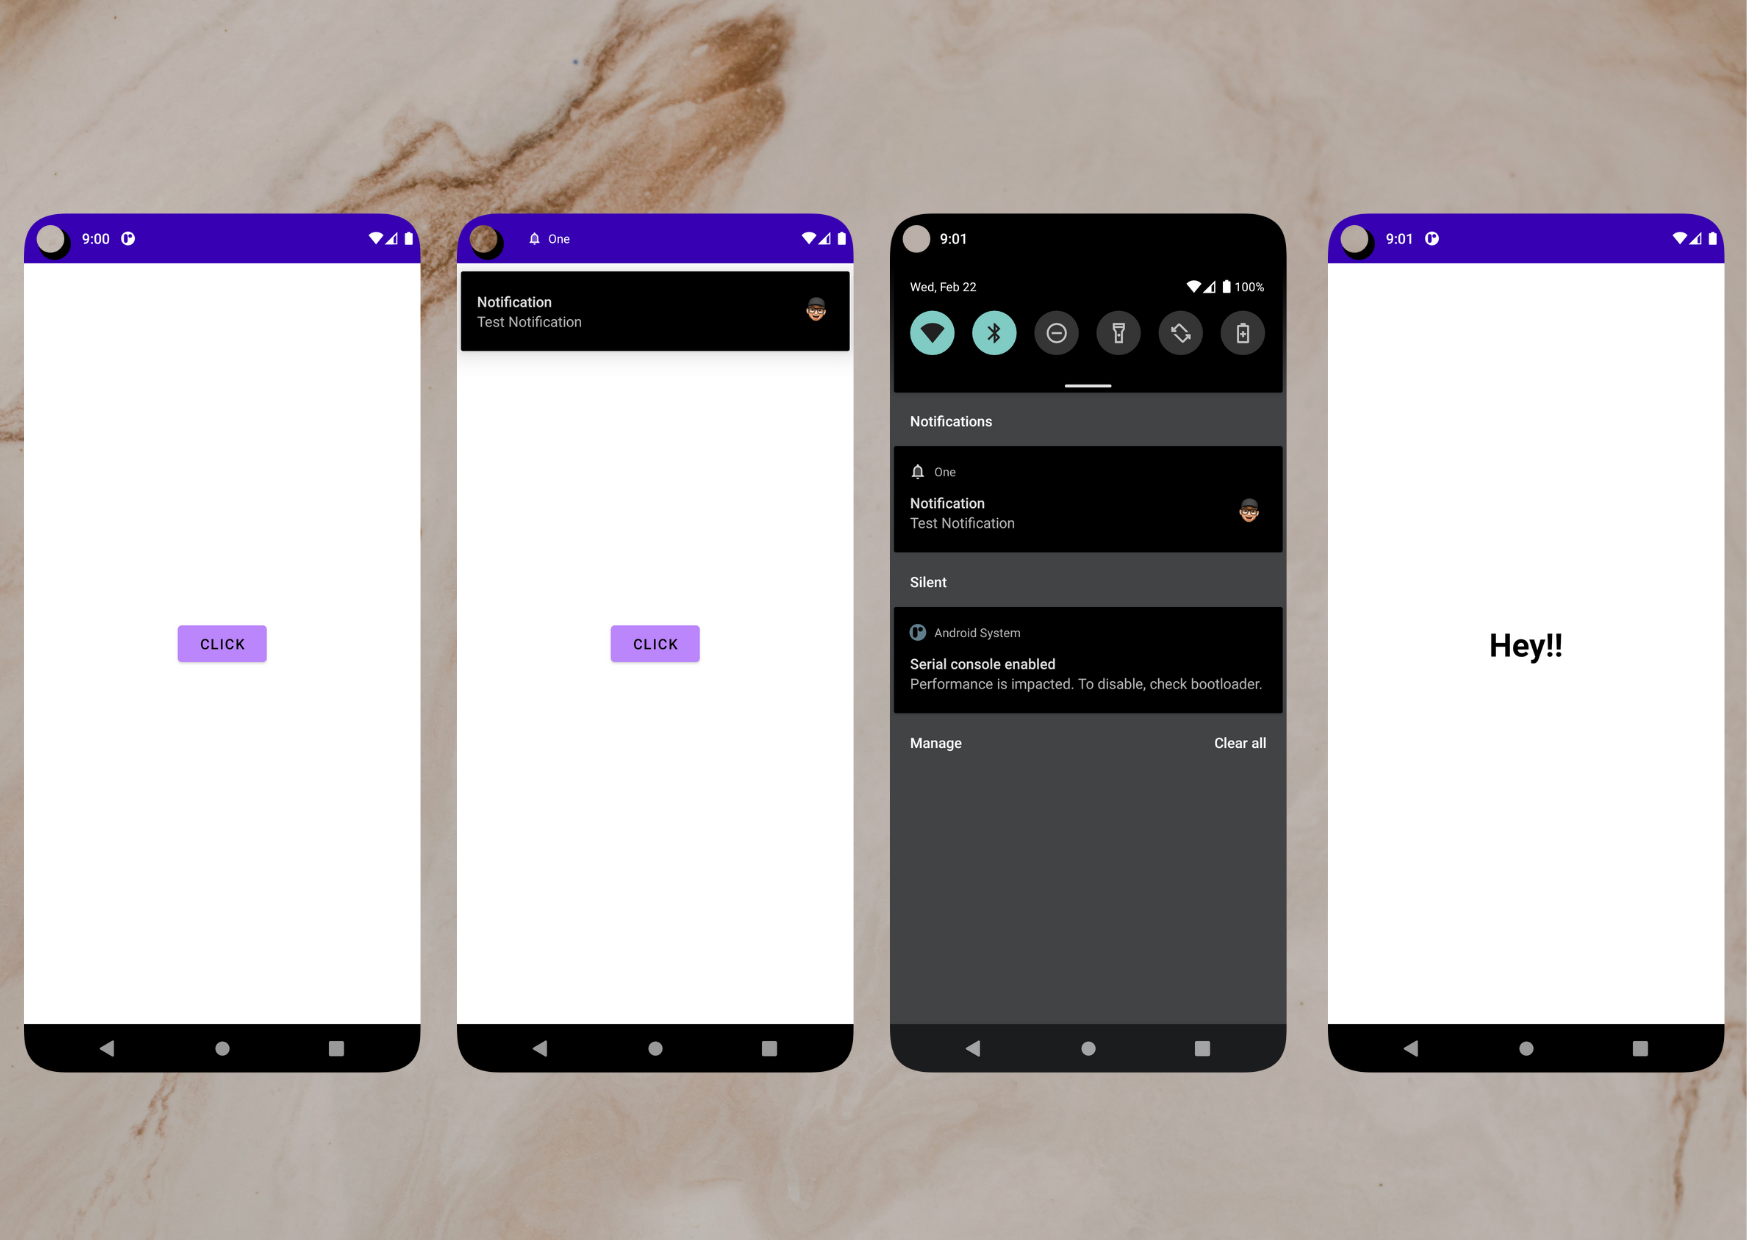 9:00
CLICK
One
Notification
Test Notification
CLICK
9:01
Wed, Feb 22
100%
Notifications
One
Notification
Test Notification
Silent
Android System
Serial console enabled
Performance is impacted. To disable, check bootloader.
Manage
Clear all
9:01
Hey!!